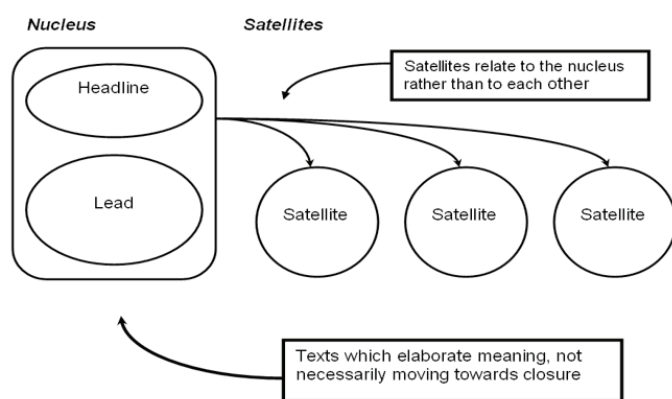 Nucleus
Satellites
Satellites relate to the nucleus
rather than to each other
Headline
Lead
Satellite
Satellite
Satellite
Texts which elaborate meaning, not
necessarily moving towards closure